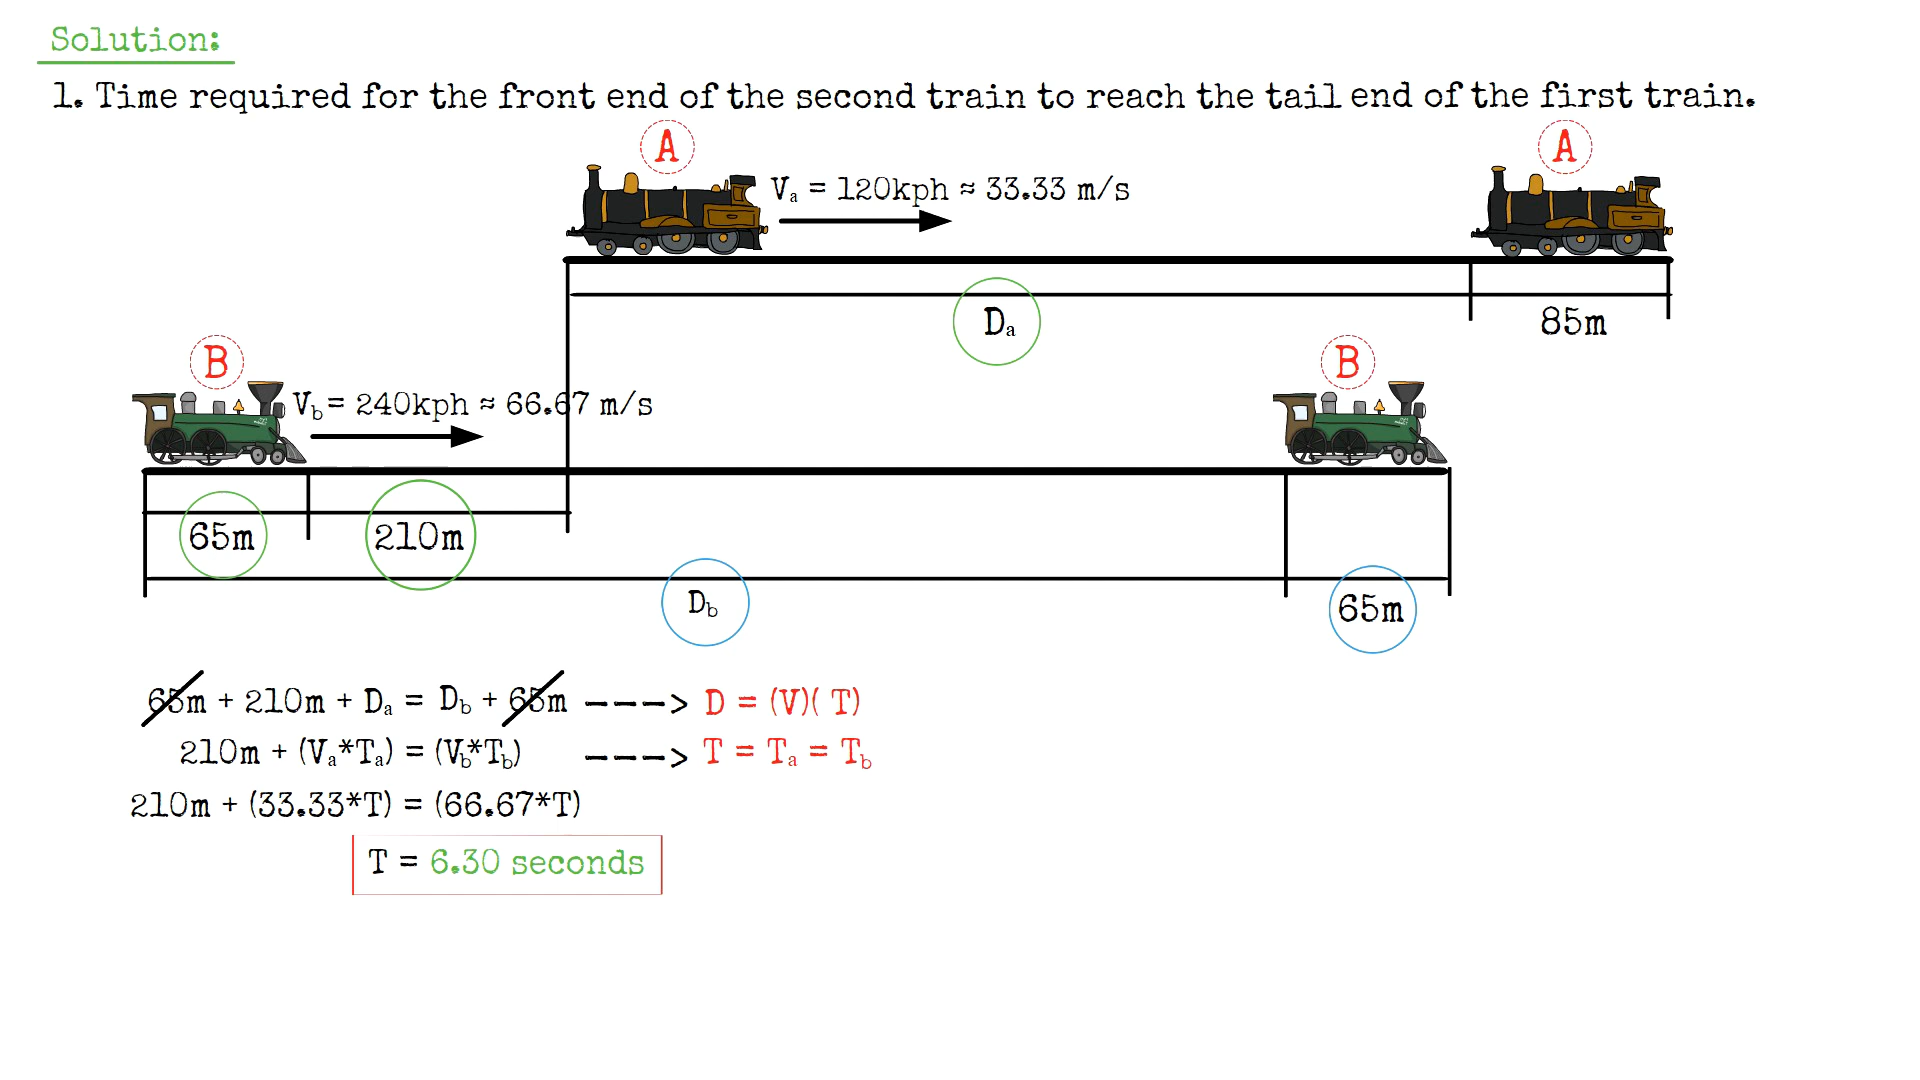 Solution:
1. Time required for the front end of the second train to reach the tail end of the first train.
A
A
Vₐ = 120kph ≈ 33.33 m/s
Dₐ
85m
B
B
V_b = 240kph ≈ 66.67 m/s
65m
210m
D_b
65m
65m + 210m + Dₐ = D_b + 65m ----> D = (V)( T)
210m + (Vₐ*Tₐ) = (V_b*T_b) ----> T = Tₐ = T_b
210m + (33.33*T) = (66.67*T)
T = 6.30 seconds